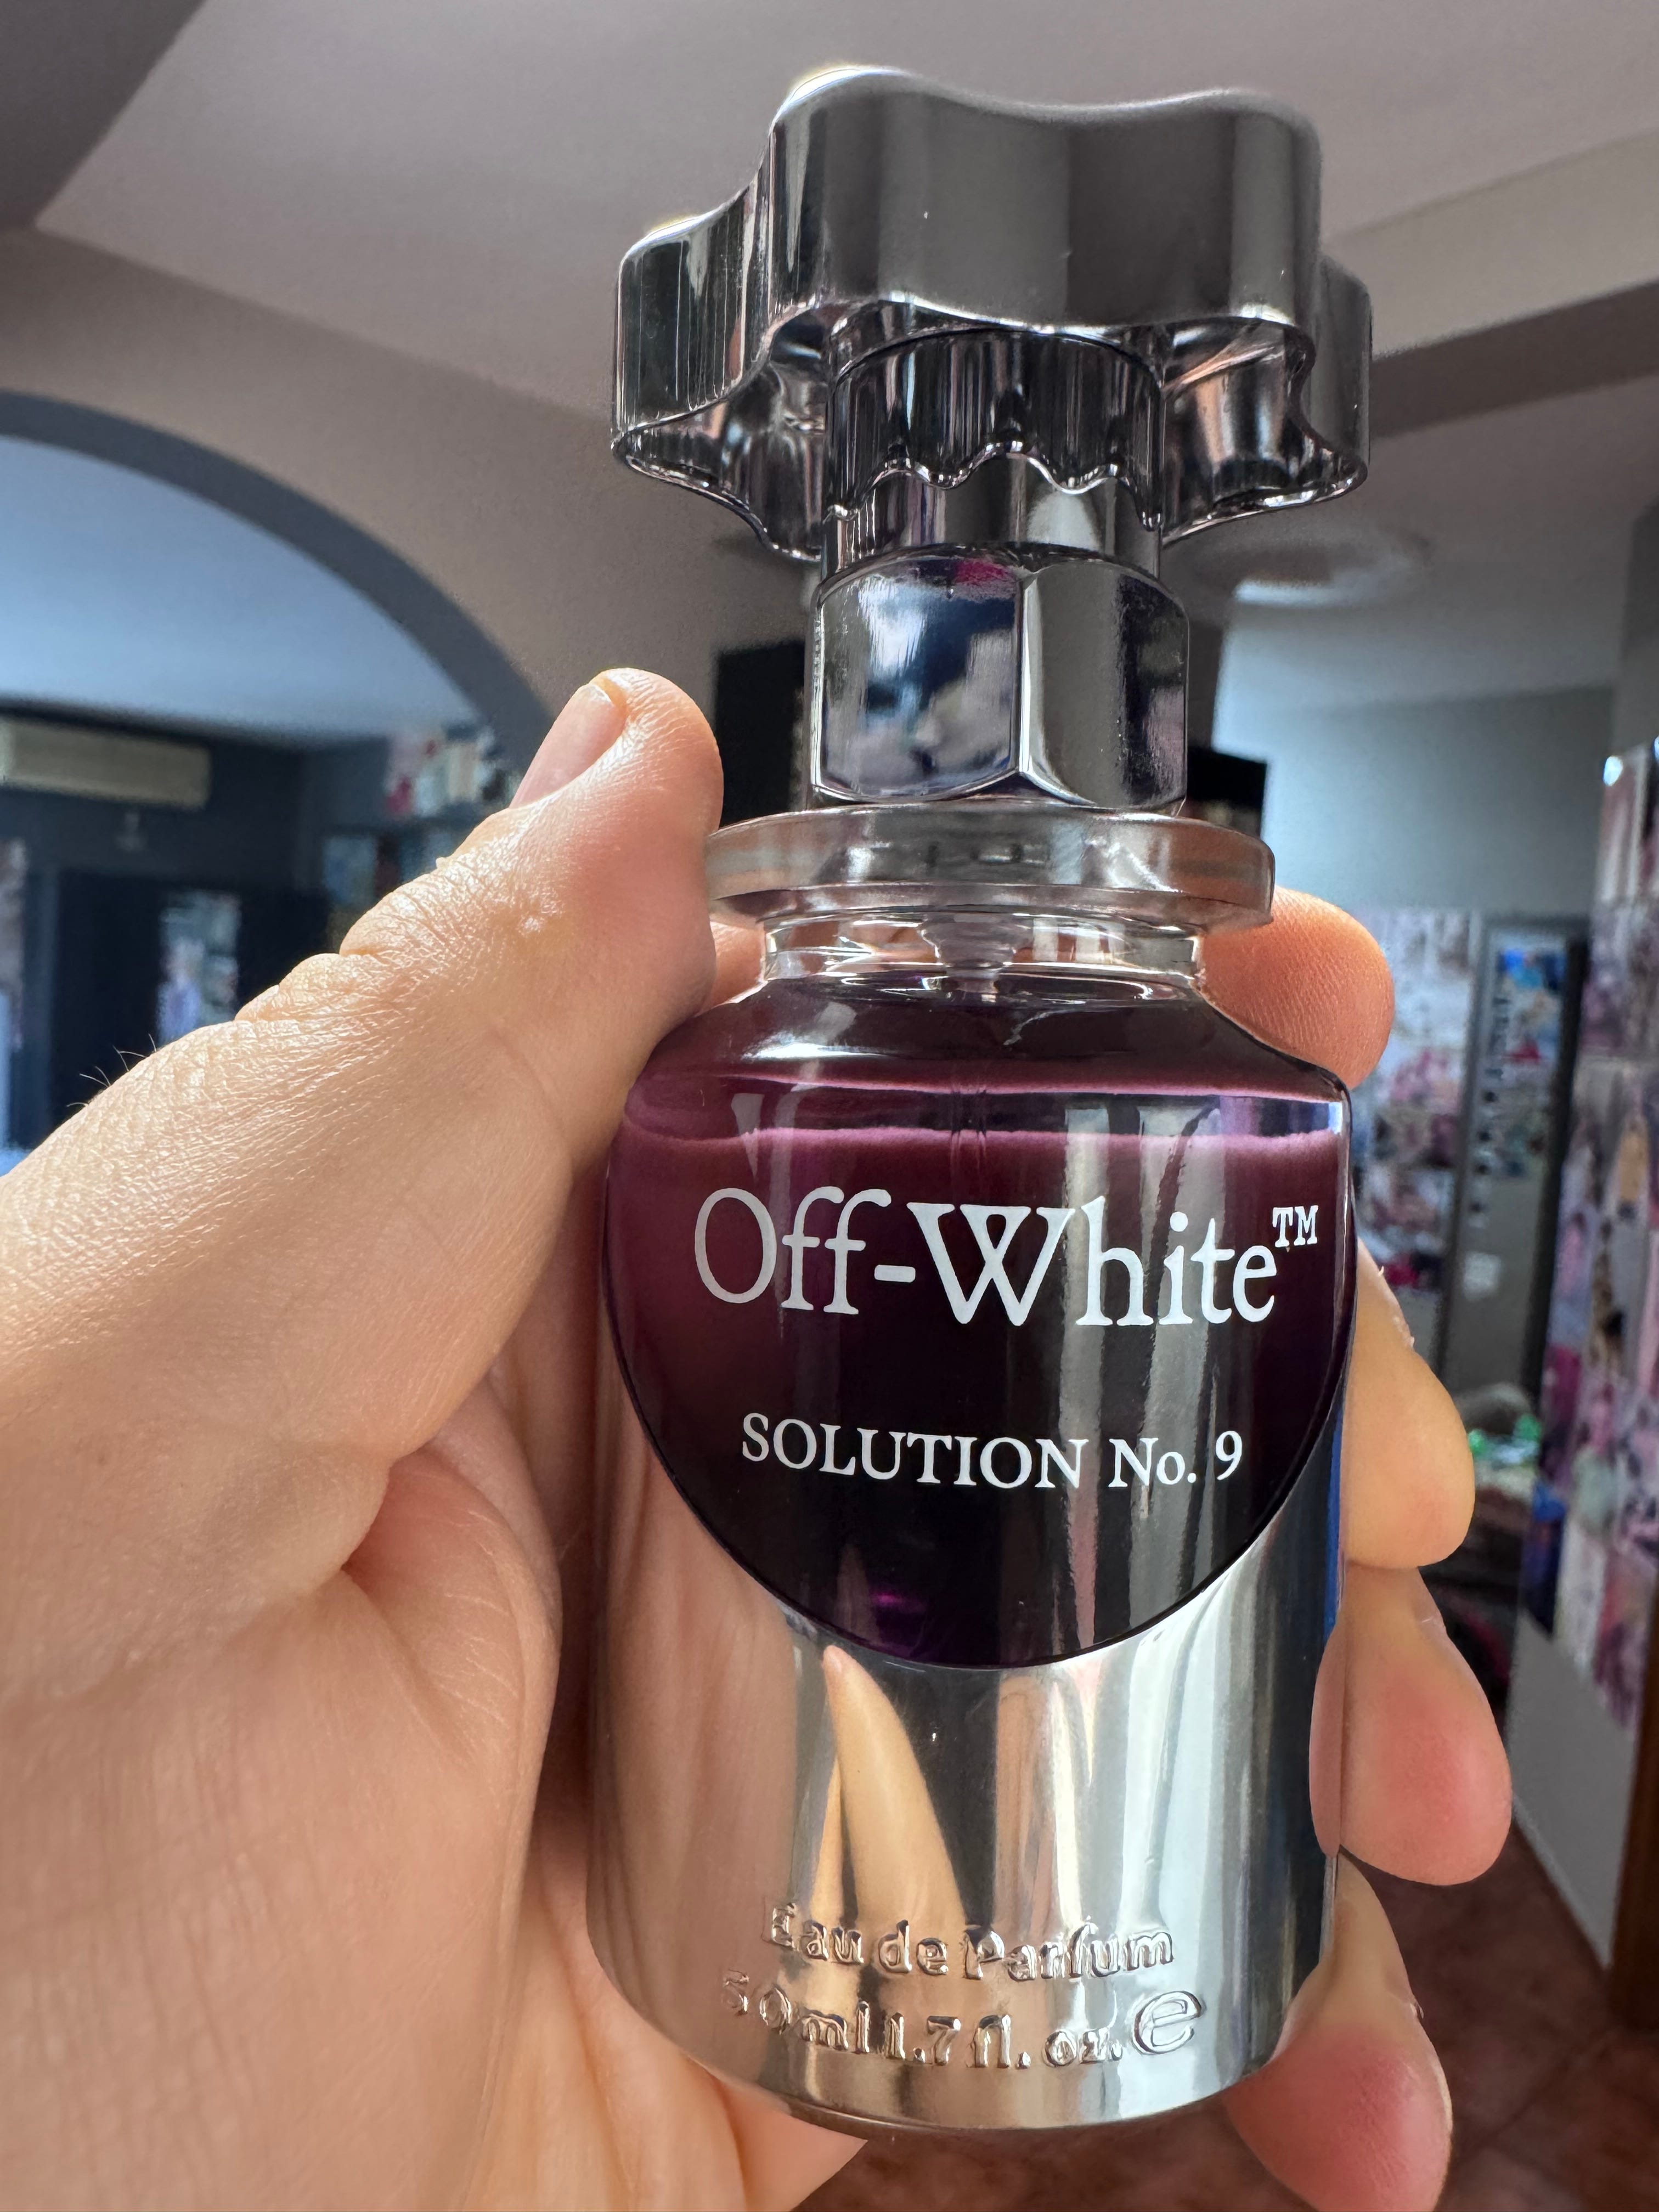 Off-White™
SOLUTION No. 9
Eau de Parfum
50ml 1.7 fl. oz. ℮